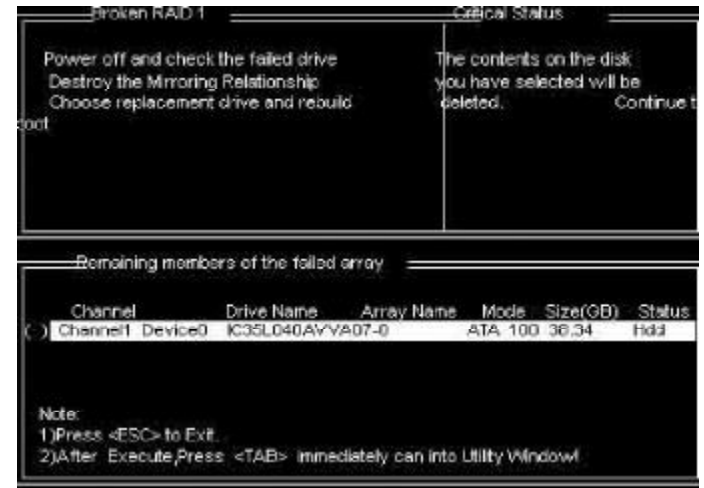 Broken RAID 1
Critical Status
Power off and check the failed drive
Destroy the Mirroring Relationship
Choose replacement drive and rebuild
Continue t
oot
The contents on the disk
you have selected will be
deleted.
Remaining members of the failed array
Channel Drive Name Array Name Mode Size(GB) Status
( ) Channel1 Device0 IC35L040AVVA07-0 ATA 100 38.34 Hdd
Note:
1)Press <ESC> to Exit.
2)After Execute,Press <TAB> immediately can into Utility Window!